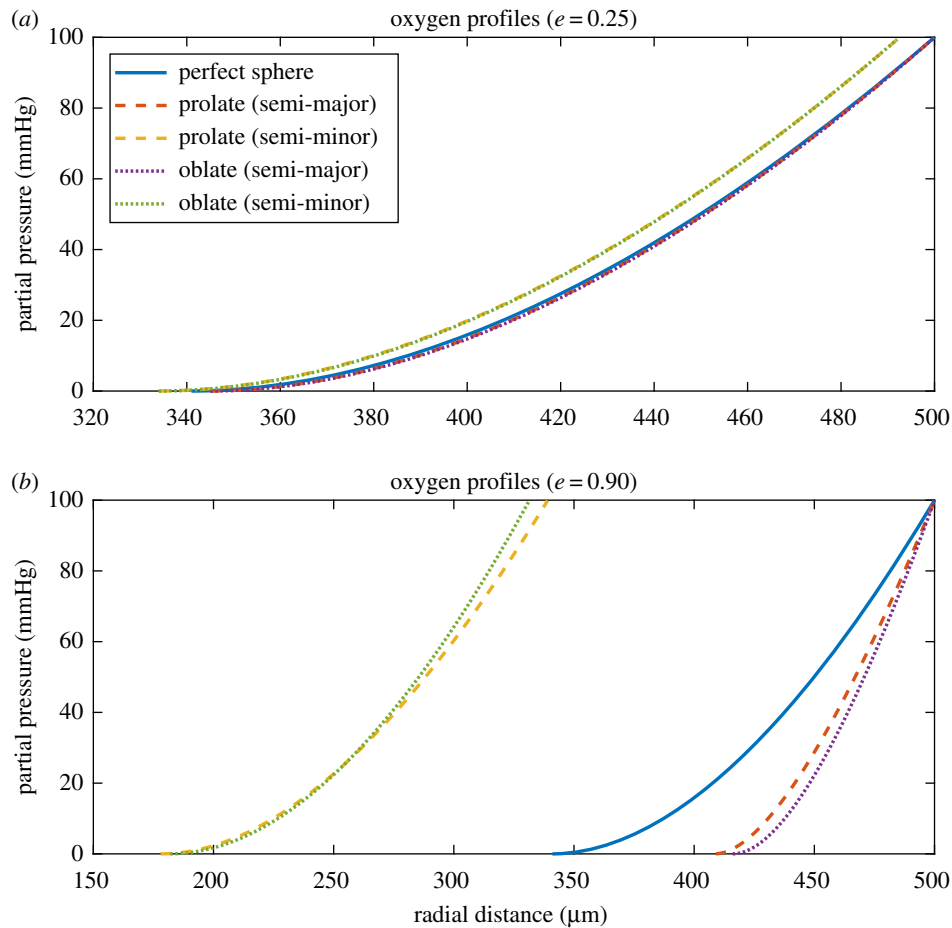 (a) oxygen profiles (e = 0.25)
100
80
60
40
20
0
partial pressure (mmHg)
perfect sphere
prolate (semi-major)
prolate (semi-minor)
oblate (semi-major)
oblate (semi-minor)
320 340 360 380 400 420 440 460 480 500
(b) oxygen profiles (e = 0.90)
100
80
60
40
20
0
partial pressure (mmHg)
150 200 250 300 350 400 450 500
radial distance (µm)